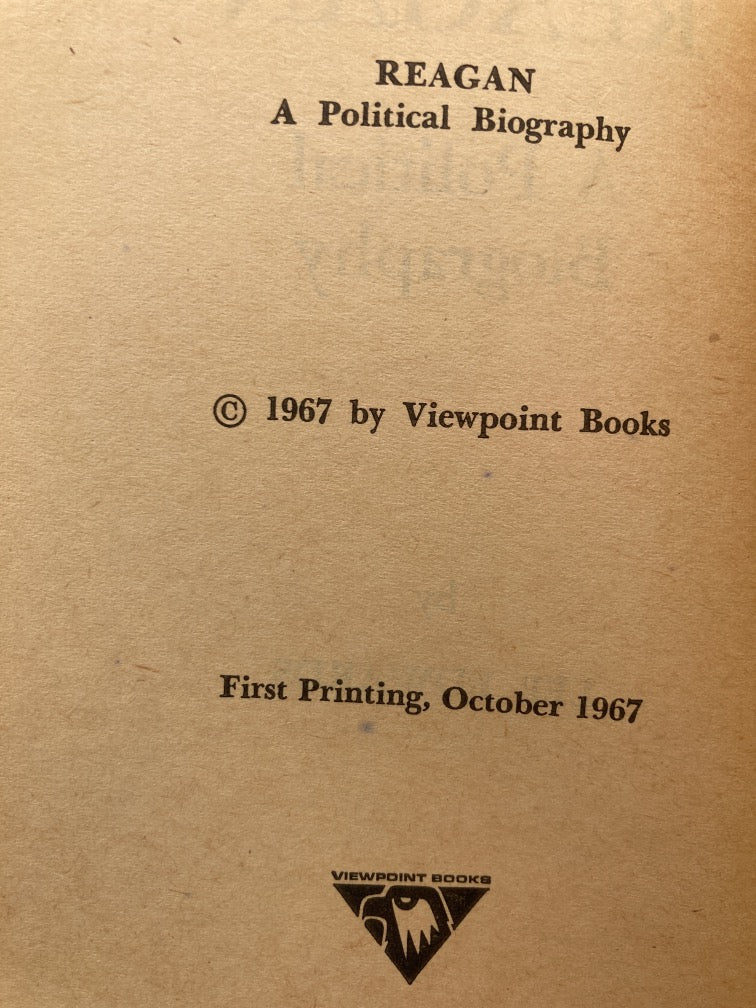 REAGAN
A Political Biography
© 1967 by Viewpoint Books
First Printing, October 1967
VIEWPOINT BOOKS